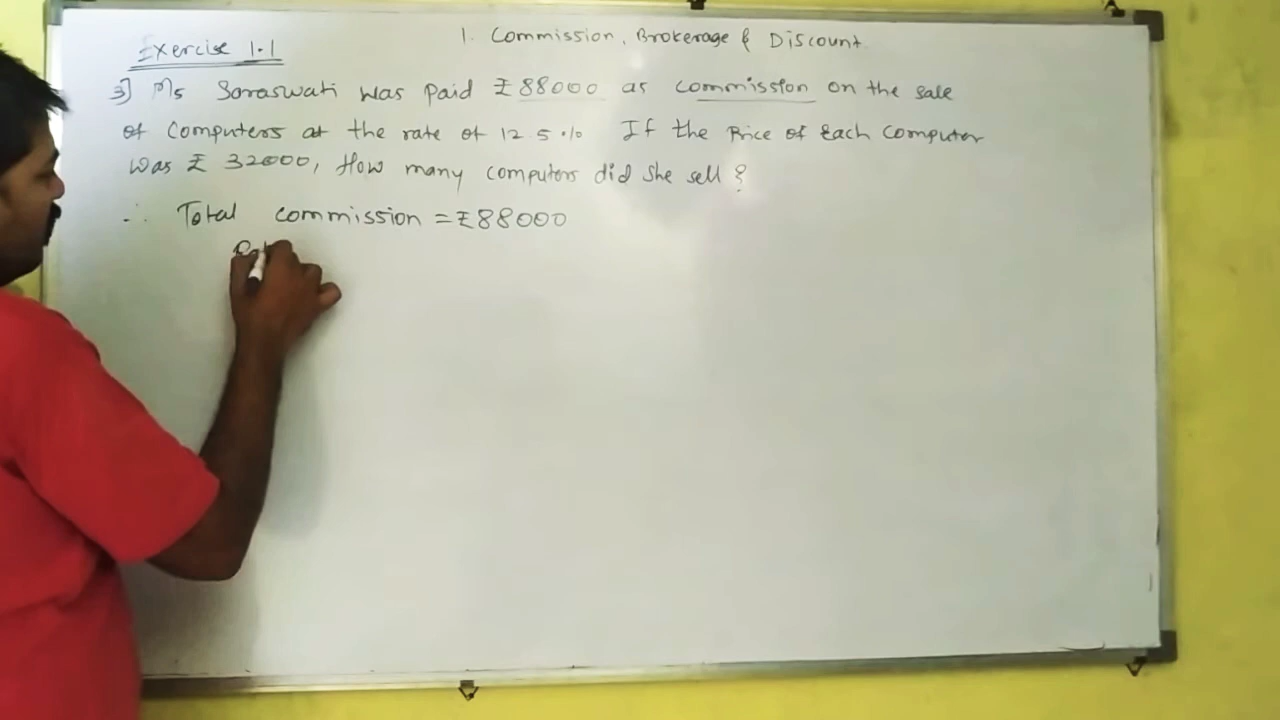 1. Commission, Brokerage & Discount
Exercise 1.1
3] Ms Saraswati was paid ₹ 88000 as commission on the sale
of computers at the rate of 12.5 % If the Price of Each computer
was ₹ 32000, How many computers did she sell ?
∴ Total commission = ₹88000